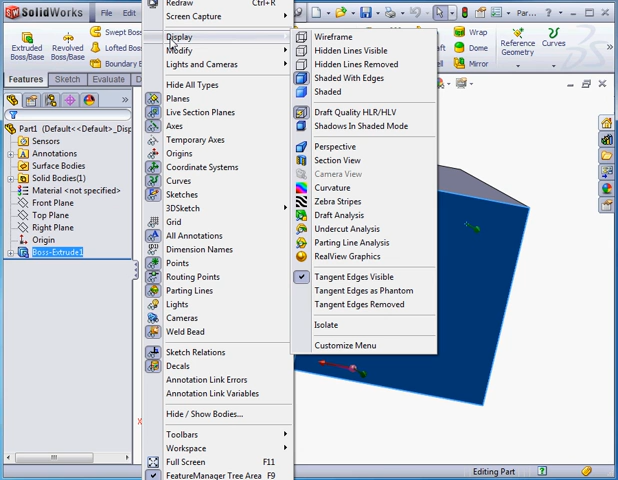 SolidWorks
Redraw Ctrl+R
Screen Capture
Display
Modify
Lights and Cameras
Hide All Types
Planes
Live Section Planes
Axes
Temporary Axes
Origins
Coordinate Systems
Curves
Sketches
3DSketch
Grid
All Annotations
Dimension Names
Points
Routing Points
Parting Lines
Lights
Cameras
Weld Bead
Sketch Relations
Decals
Annotation Link Errors
Annotation Link Variables
Hide / Show Bodies...
Toolbars
Workspace
Full Screen F11
FeatureManager Tree Area F9
Wireframe
Hidden Lines Visible
Hidden Lines Removed
Shaded With Edges
Shaded
Draft Quality HLR/HLV
Shadows In Shaded Mode
Perspective
Section View
Camera View
Curvature
Zebra Stripes
Draft Analysis
Undercut Analysis
Parting Line Analysis
RealView Graphics
Tangent Edges Visible
Tangent Edges as Phantom
Tangent Edges Removed
Isolate
Customize Menu
Par...
Extruded
Boss/Base
Revolved
Boss/Base
Swept Bo
Lofted Bos
Boundary
Wrap
Dome
Mirror
Reference
Geometry
Curves
Features
Sketch
Evaluate
Part1 (Default<<Default>_Disp
Sensors
Annotations
Surface Bodies
Solid Bodies(1)
Material <not specified>
Front Plane
Top Plane
Right Plane
Origin
Boss-Extrude1
X
Editing Part